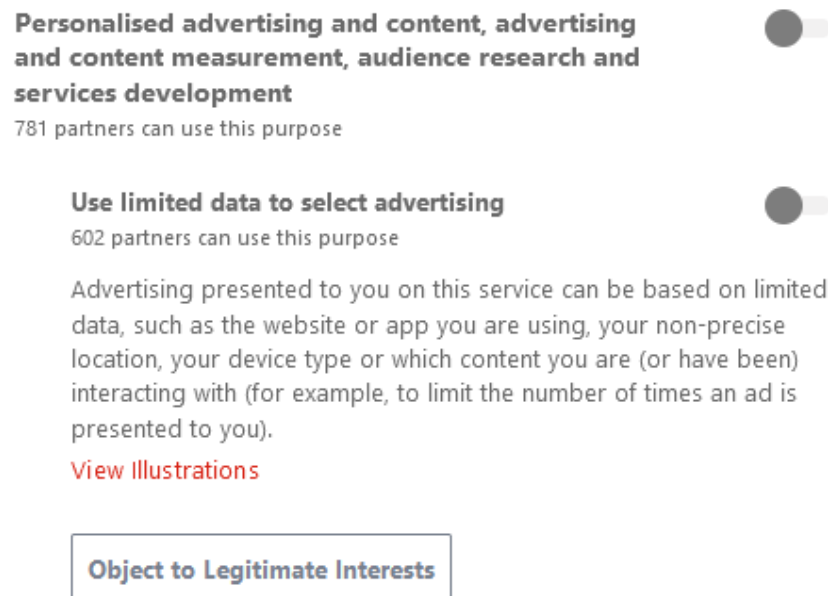 Personalised advertising and content, advertising
and content measurement, audience research and
services development
781 partners can use this purpose
Use limited data to select advertising
602 partners can use this purpose
Advertising presented to you on this service can be based on limited
data, such as the website or app you are using, your non-precise
location, your device type or which content you are (or have been)
interacting with (for example, to limit the number of times an ad is
presented to you).
View Illustrations
Object to Legitimate Interests